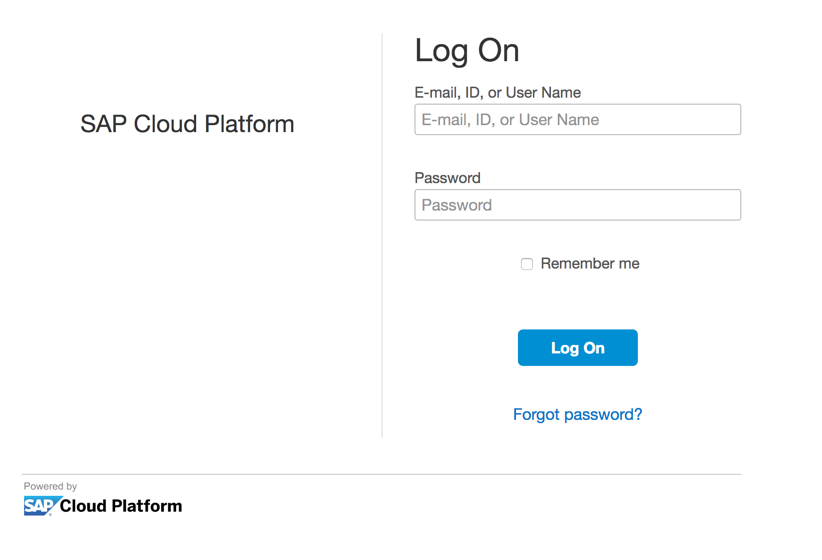 SAP Cloud Platform
Log On
E-mail, ID, or User Name
E-mail, ID, or User Name
Password
Password
Remember me
Log On
Forgot password?
Powered by
SAP Cloud Platform